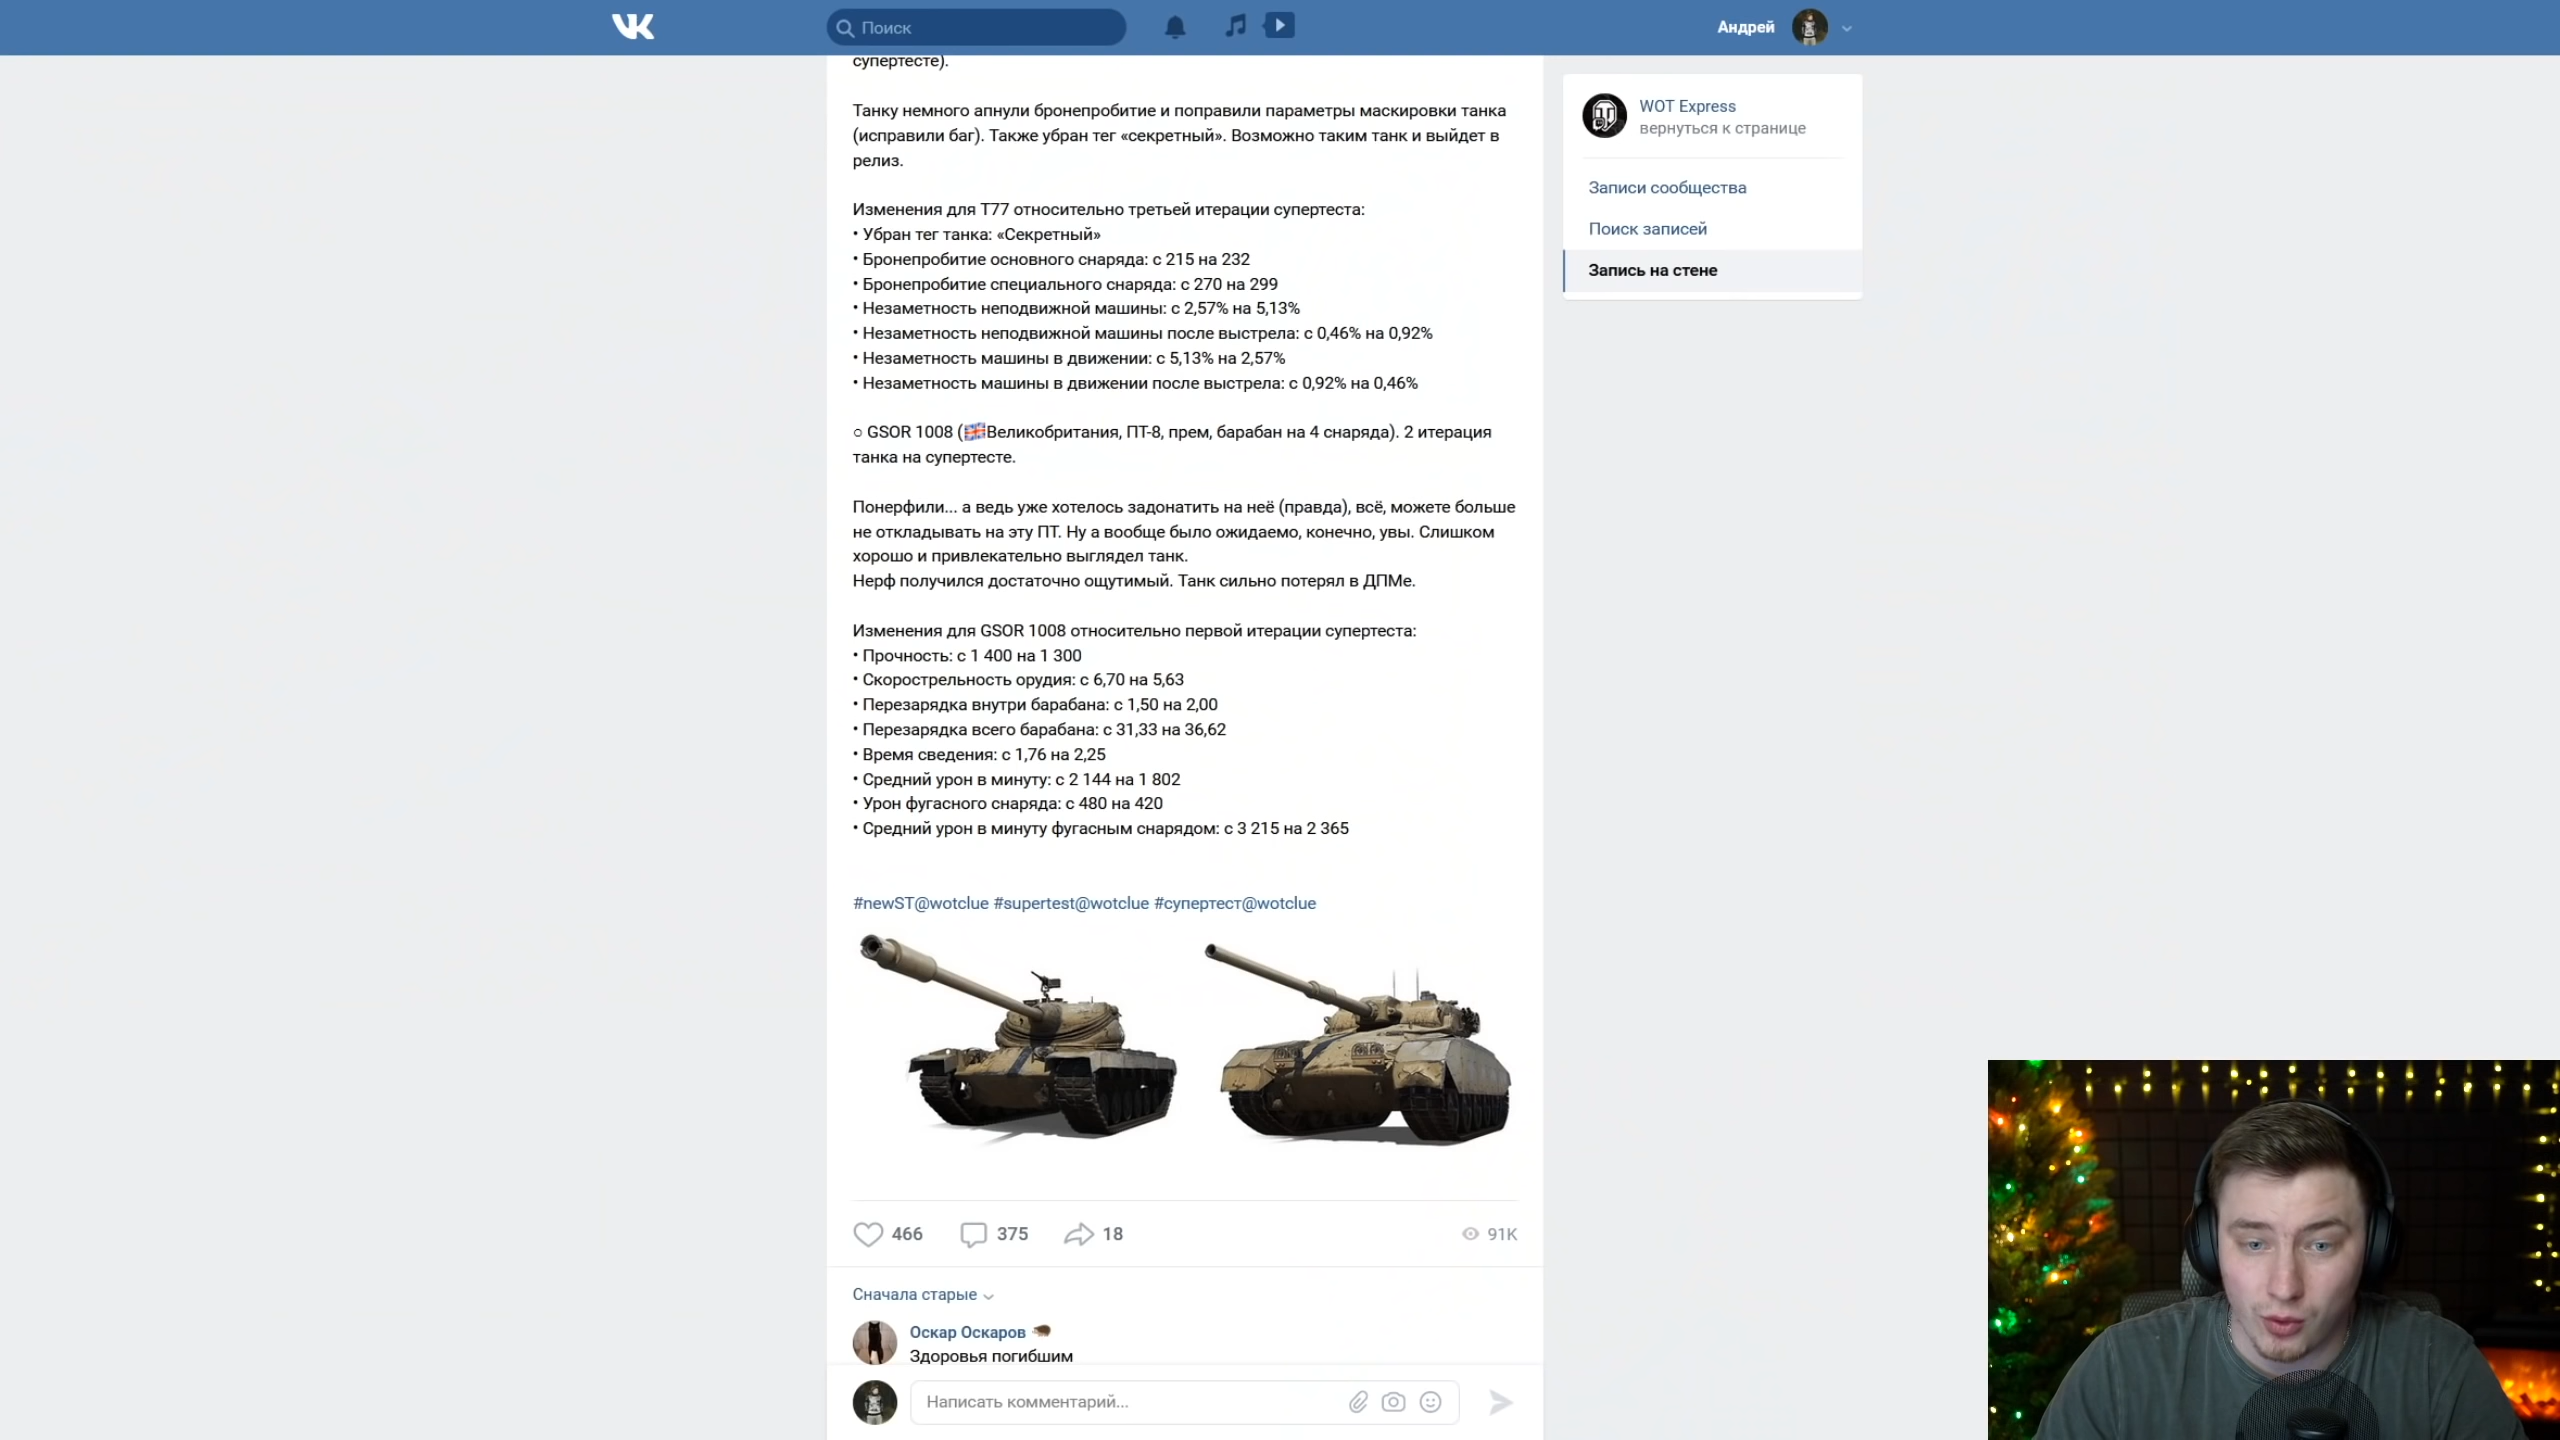 Поиск
Андрей
супертесте).
Танку немного апнули бронепробитие и поправили параметры маскировки танка
(исправили баг). Также убран тег «секретный». Возможно таким танк и выйдет в
релиз.
Изменения для T77 относительно третьей итерации супертеста:
• Убран тег танка: «Секретный»
• Бронепробитие основного снаряда: с 215 на 232
• Бронепробитие специального снаряда: с 270 на 299
• Незаметность неподвижной машины: с 2,57% на 5,13%
• Незаметность неподвижной машины после выстрела: с 0,46% на 0,92%
• Незаметность машины в движении: с 5,13% на 2,57%
• Незаметность машины в движении после выстрела: с 0,92% на 0,46%
○ GSOR 1008 (🇬🇧Великобритания, ПТ-8, прем, барабан на 4 снаряда). 2 итерация
танка на супертесте.
Понерфили... а ведь уже хотелось задонатить на неё (правда), всё, можете больше
не откладывать на эту ПТ. Ну а вообще было ожидаемо, конечно, увы. Слишком
хорошо и привлекательно выглядел танк.
Нерф получился достаточно ощутимый. Танк сильно потерял в ДПМе.
Изменения для GSOR 1008 относительно первой итерации супертеста:
• Прочность: с 1 400 на 1 300
• Скорострельность орудия: с 6,70 на 5,63
• Перезарядка внутри барабана: с 1,50 на 2,00
• Перезарядка всего барабана: с 31,33 на 36,62
• Время сведения: с 1,76 на 2,25
• Средний урон в минуту: с 2 144 на 1 802
• Урон фугасного снаряда: с 480 на 420
• Средний урон в минуту фугасным снарядом: с 3 215 на 2 365
#newST@wotclue #supertest@wotclue #супертест@wotclue
466 375 18 91K
Сначала старые
Оскар Оскаров
Здоровья погибшим
Написать комментарий...
WOT Express
вернуться к странице
Записи сообщества
Поиск записей
Запись на стене